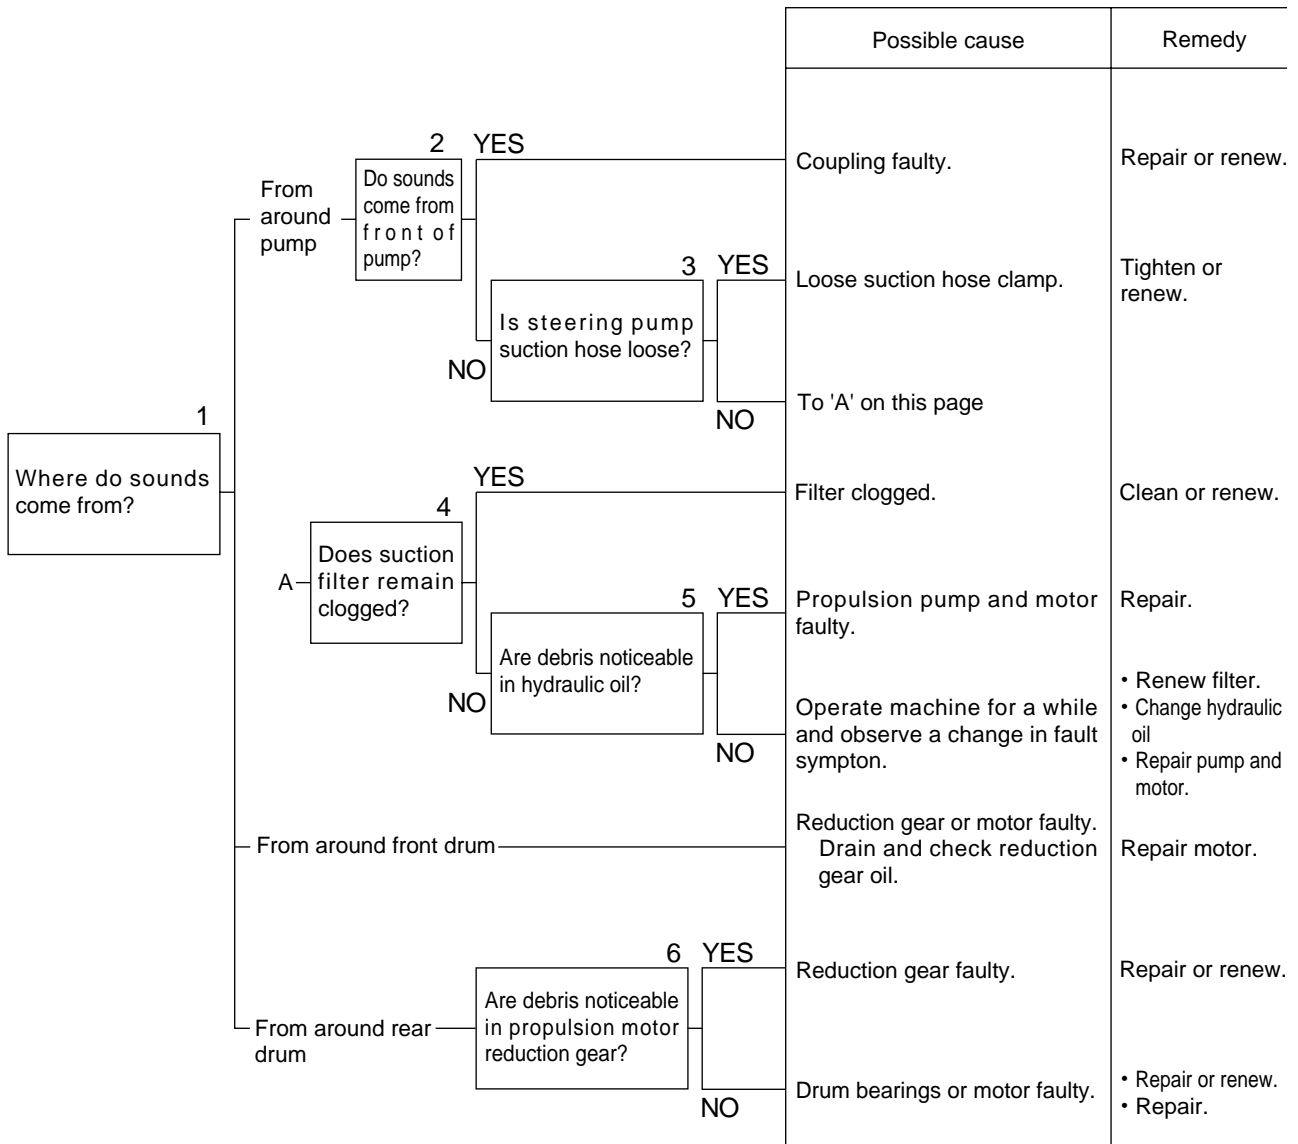 Possible cause
Remedy
2
YES
Do sounds
come from
front of
pump?
From
around
pump
Coupling faulty.
Repair or renew.
3
YES
Is steering pump
suction hose loose?
NO
Loose suction hose clamp.
Tighten or
renew.
NO
To 'A' on this page
1
Where do sounds
come from?
YES
Filter clogged.
Clean or renew.
4
A
Does suction
filter remain
clogged?
5
YES
Propulsion pump and motor
faulty.
Repair.
Are debris noticeable
in hydraulic oil?
NO
NO
Operate machine for a while
and observe a change in fault
sympton.
• Renew filter.
• Change hydraulic
oil
• Repair pump and
motor.
From around front drum
Reduction gear or motor faulty.
Drain and check reduction
gear oil.
Repair motor.
6
YES
Reduction gear faulty.
Repair or renew.
From around rear
drum
Are debris noticeable
in propulsion motor
reduction gear?
NO
Drum bearings or motor faulty.
• Repair or renew.
• Repair.